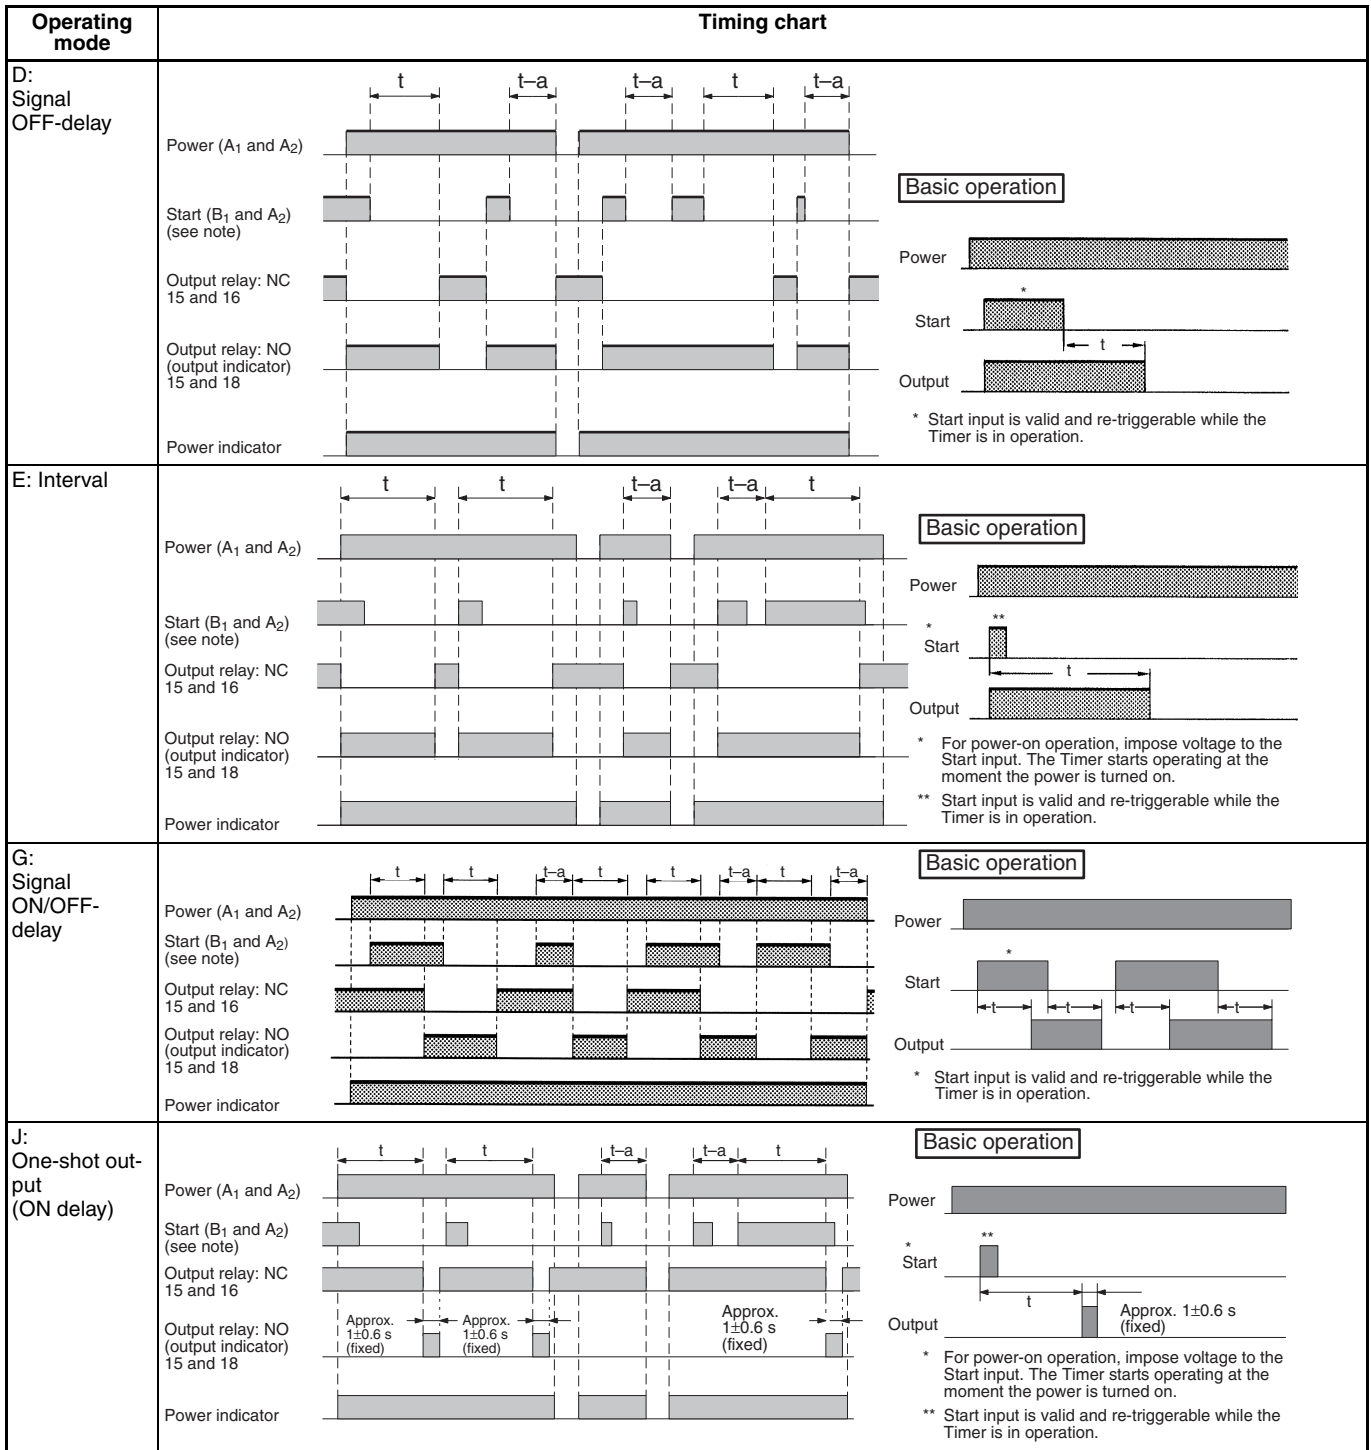 Operating
mode
Timing chart
D:
Signal
OFF-delay
t
t–a
t–a
t
t–a
Power (A1 and A2)
Start (B1 and A2)
(see note)
Output relay: NC
15 and 16
Output relay: NO
(output indicator)
15 and 18
Power indicator
Basic operation
Power
*
Start
t
Output
* Start input is valid and re-triggerable while the
Timer is in operation.
E: Interval
t
t
t–a
t–a
t
Power (A1 and A2)
Start (B1 and A2)
(see note)
Output relay: NC
15 and 16
Output relay: NO
(output indicator)
15 and 18
Power indicator
Basic operation
Power
*
**
Start
t
Output
* For power-on operation, impose voltage to the
Start input. The Timer starts operating at the
moment the power is turned on.
** Start input is valid and re-triggerable while the
Timer is in operation.
G:
Signal
ON/OFF-
delay
t
t
t–a
t
t
t–a
t
t–a
Power (A1 and A2)
Start (B1 and A2)
(see note)
Output relay: NC
15 and 16
Output relay: NO
(output indicator)
15 and 18
Power indicator
Basic operation
Power
*
Start
t
t
t
t
Output
* Start input is valid and re-triggerable while the
Timer is in operation.
J:
One-shot out-
put
(ON delay)
t
t
t–a
t–a
t
Power (A1 and A2)
Start (B1 and A2)
(see note)
Output relay: NC
15 and 16
Output relay: NO
(output indicator)
15 and 18
Approx.
1±0.6 s
(fixed)
Approx.
1±0.6 s
(fixed)
Approx.
1±0.6 s
(fixed)
Power indicator
Basic operation
Power
*
**
Start
t
Output
Approx. 1±0.6 s
(fixed)
* For power-on operation, impose voltage to the
Start input. The Timer starts operating at the
moment the power is turned on.
** Start input is valid and re-triggerable while the
Timer is in operation.